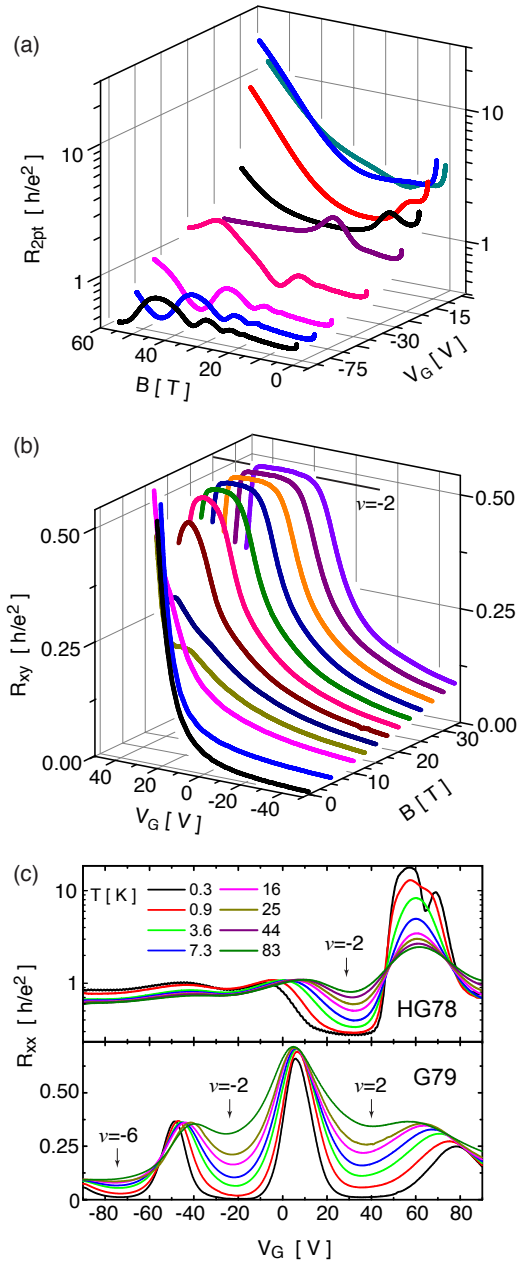 (a)
R2pt [ h/e² ]
10
1
10
1
60
40
20
0
B [ T ]
-75
-30
-15
15
VG [ V ]
(b)
ν=-2
0.50
0.25
0.00
Rxy [ h/e² ]
0.50
0.25
0.00
40
20
0
-20
-40
VG [ V ]
0
10
20
30
B [ T ]
(c)
T [ K ]
0.3
0.9
3.6
7.3
16
25
44
83
10
1
ν=-2
HG78
Rxx [ h/e² ]
G79
ν=-6
ν=-2
ν=2
0.50
0.25
0
-80 -60 -40 -20 0 20 40 60 80
VG [ V ]